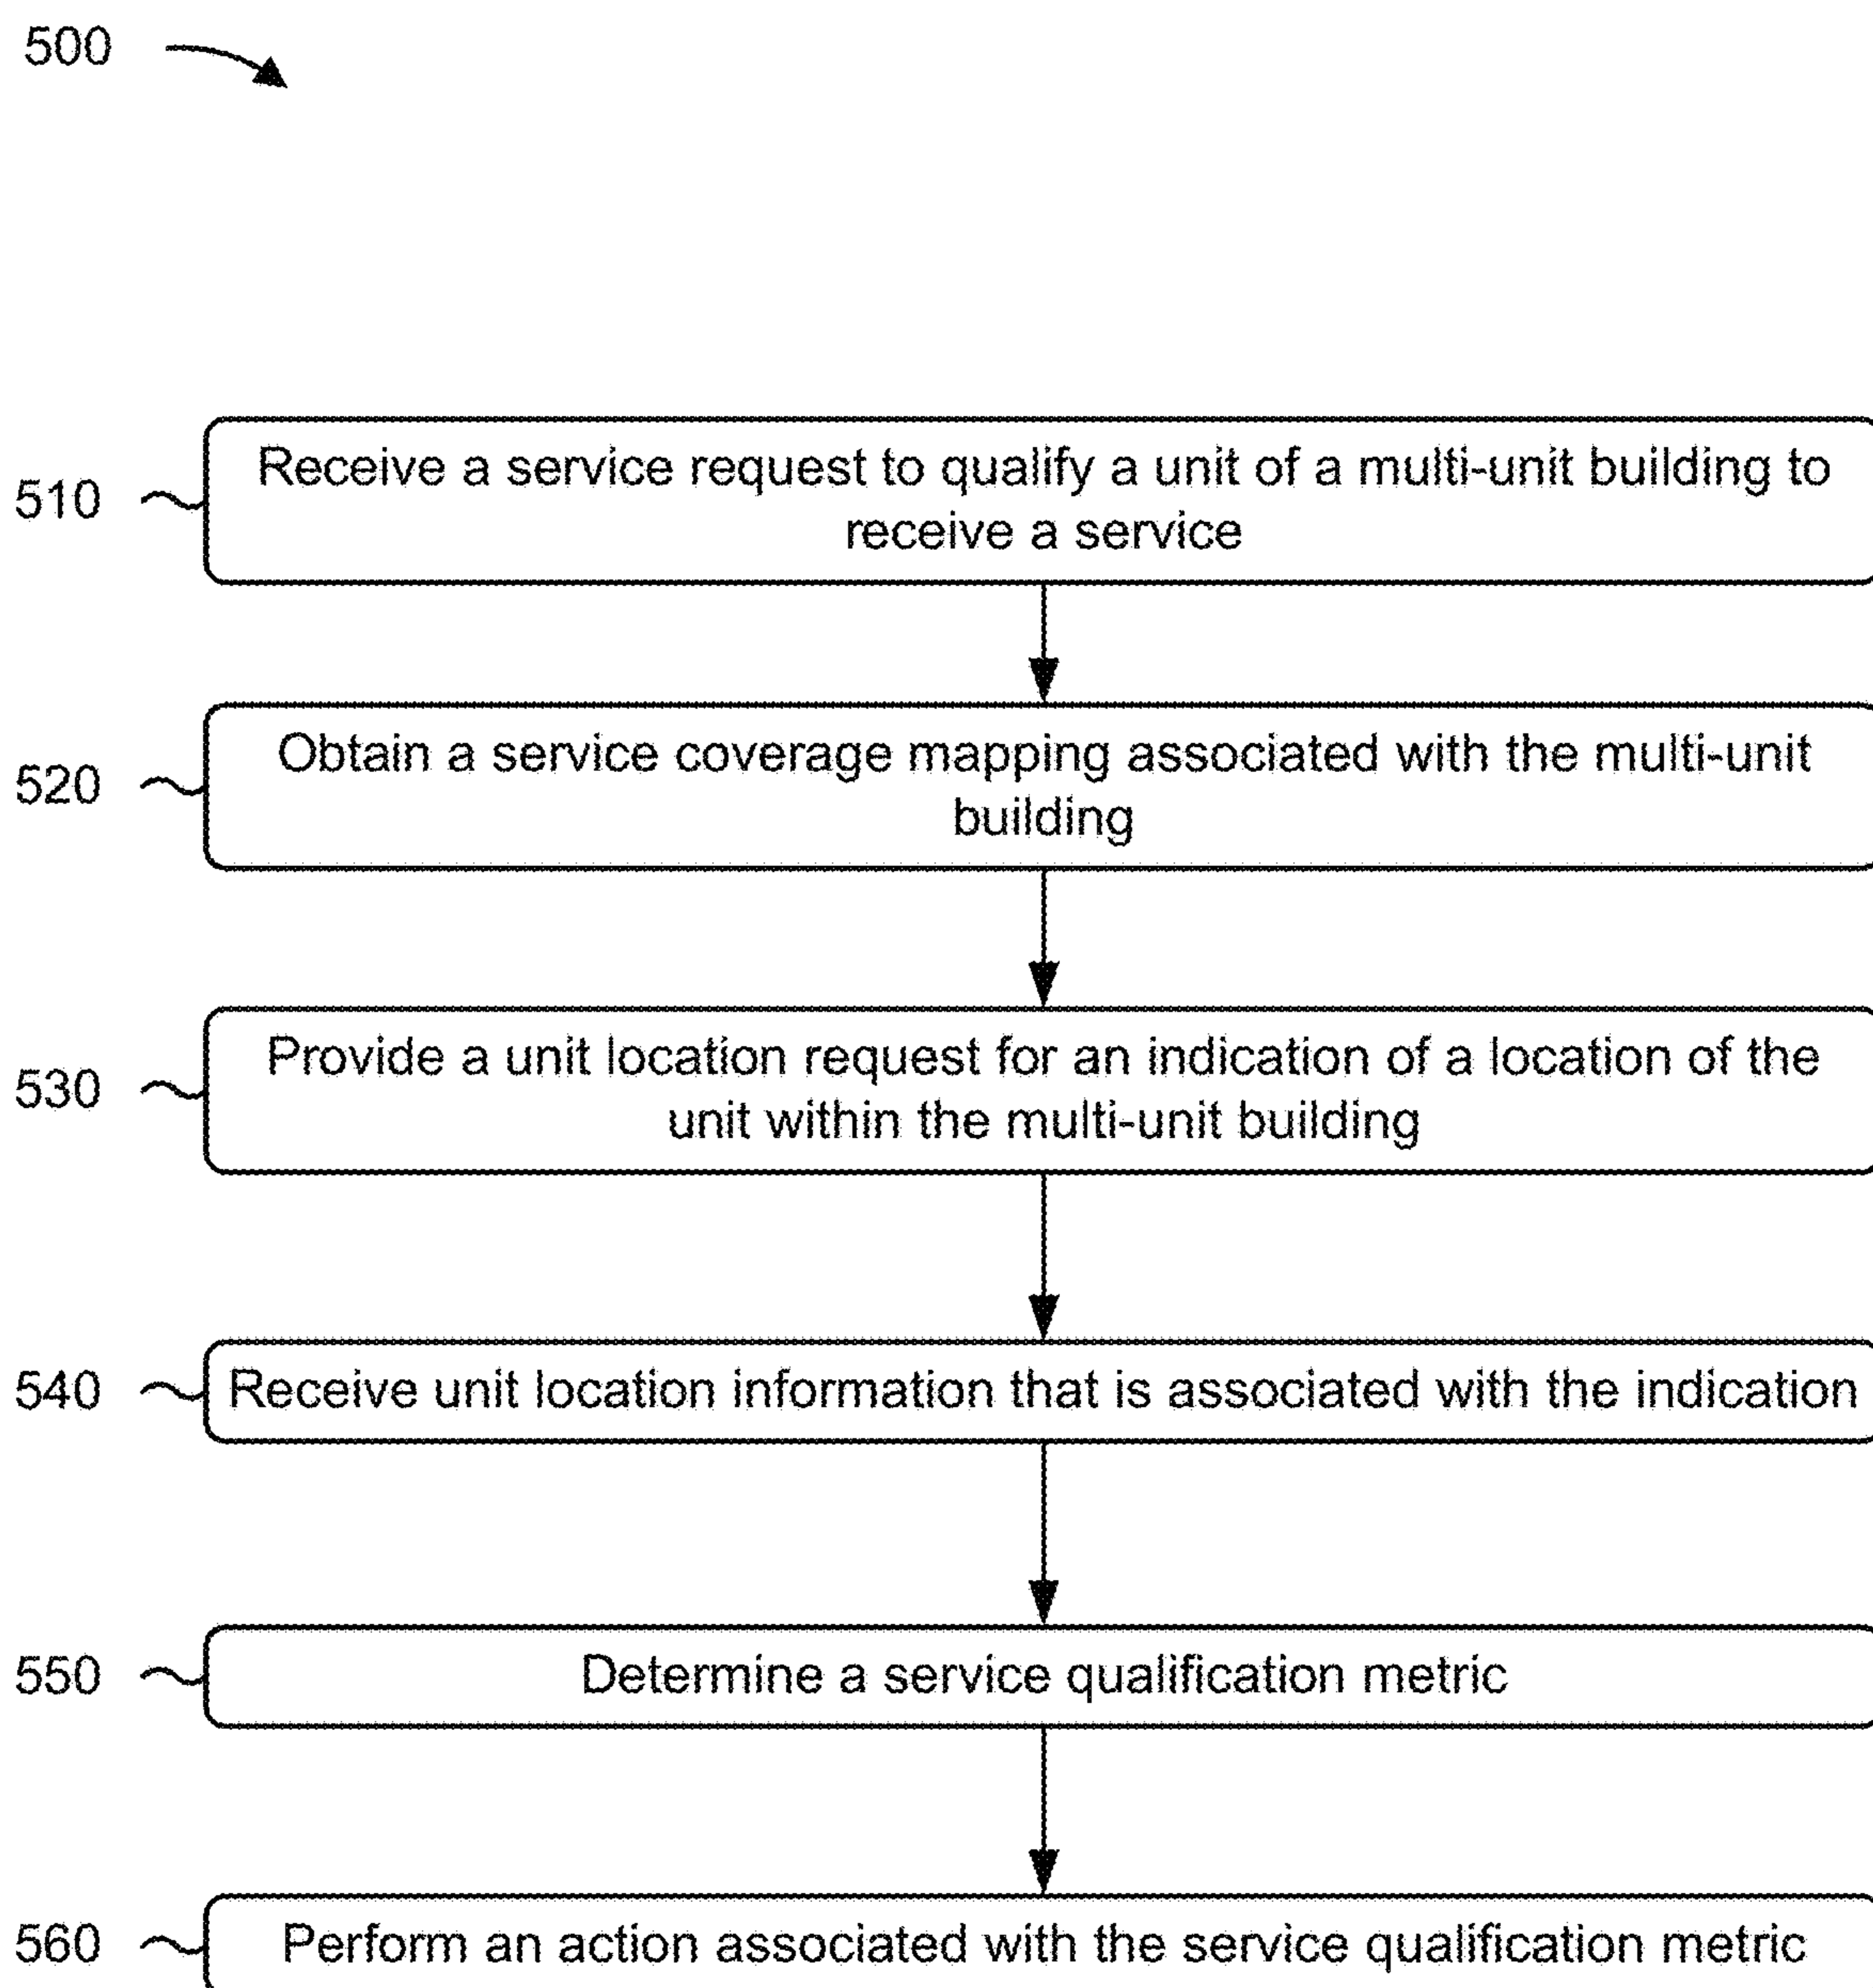 500
510
Receive a service request to qualify a unit of a multi-unit building to
receive a service
520
Obtain a service coverage mapping associated with the multi-unit
building
530
Provide a unit location request for an indication of a location of the
unit within the multi-unit building
540
Receive unit location information that is associated with the indication
550
Determine a service qualification metric
560
Perform an action associated with the service qualification metric